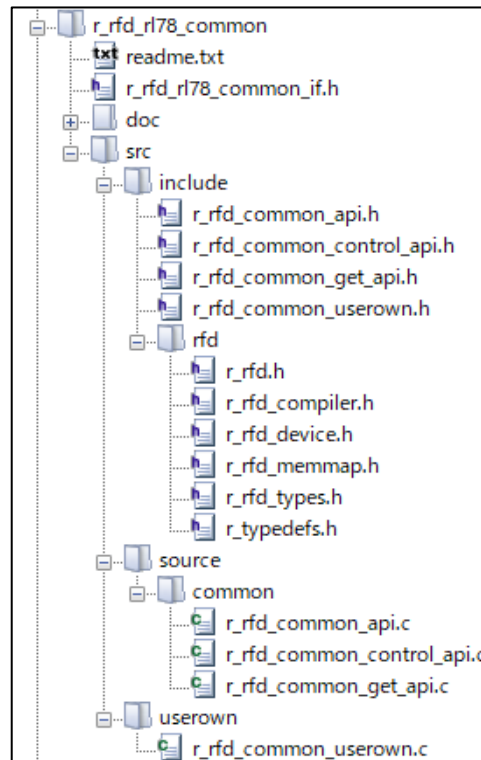 r_rfd_rl78_common
txt readme.txt
h r_rfd_rl78_common_if.h
doc
src
include
h r_rfd_common_api.h
h r_rfd_common_control_api.h
h r_rfd_common_get_api.h
h r_rfd_common_userown.h
rfd
h r_rfd.h
h r_rfd_compiler.h
h r_rfd_device.h
h r_rfd_memmap.h
h r_rfd_types.h
h r_typedefs.h
source
common
c r_rfd_common_api.c
c r_rfd_common_control_api.c
c r_rfd_common_get_api.c
userown
c r_rfd_common_userown.c